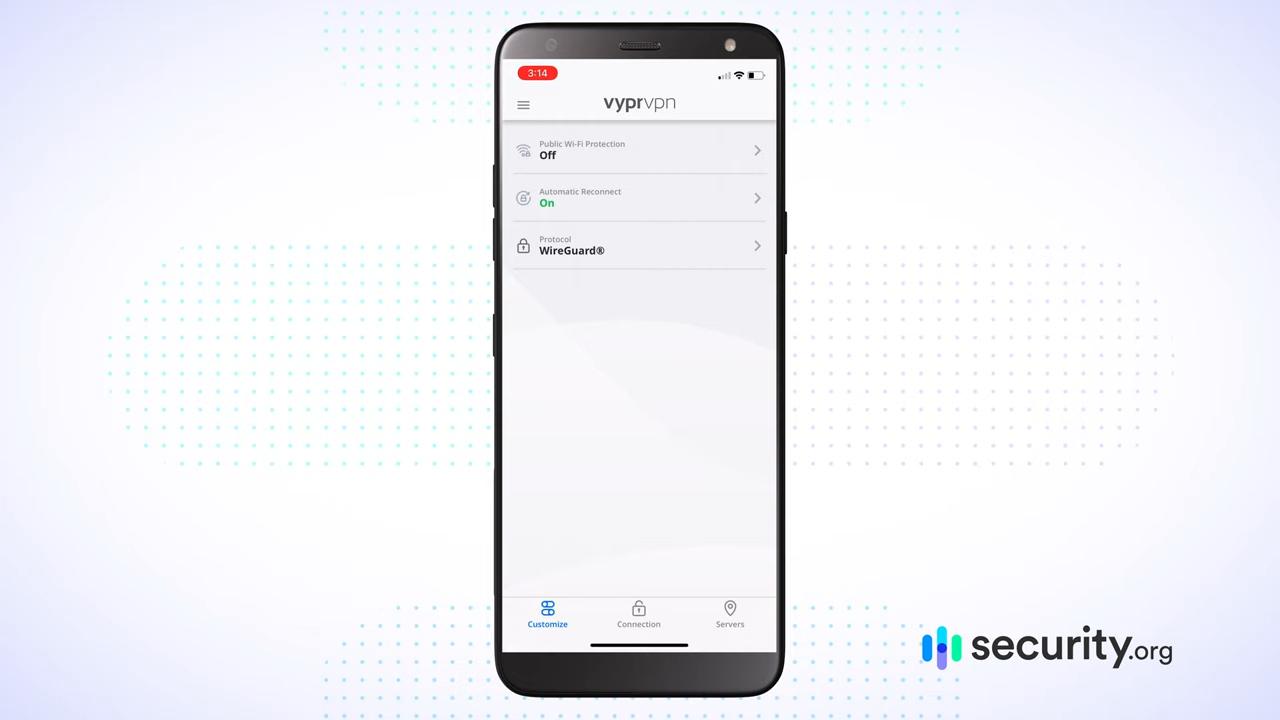 3:14
vyprvpn
Public Wi-Fi Protection
Off
Automatic Reconnect
On
Protocol
WireGuard®
Customize
Connection
Servers
security.org